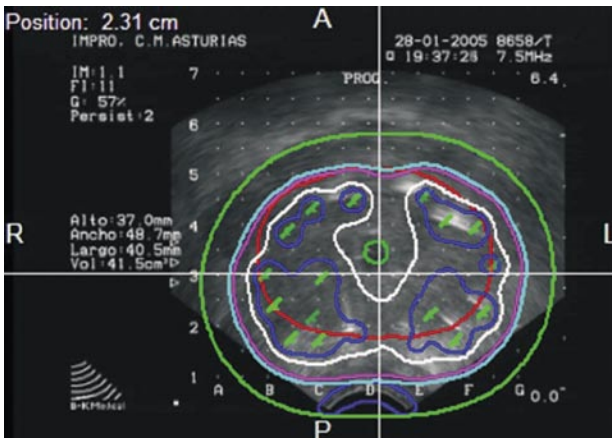 Position: 2.31 cm
A
IMPRO, C.M.ASTURIAS
28-01-2005 8658/T
19:37:26 7.5MHz
IM:1.1
FI:11
G: 57%
Persist:2
7
PROG.
6.4
6
5
4
Alto:37.0mm
Ancho:48.7mm
Largo:40.5mm
Vol:41.5cm³
R
L
3
2
1
A B C D E F G 0.0°
B-K Medical
P